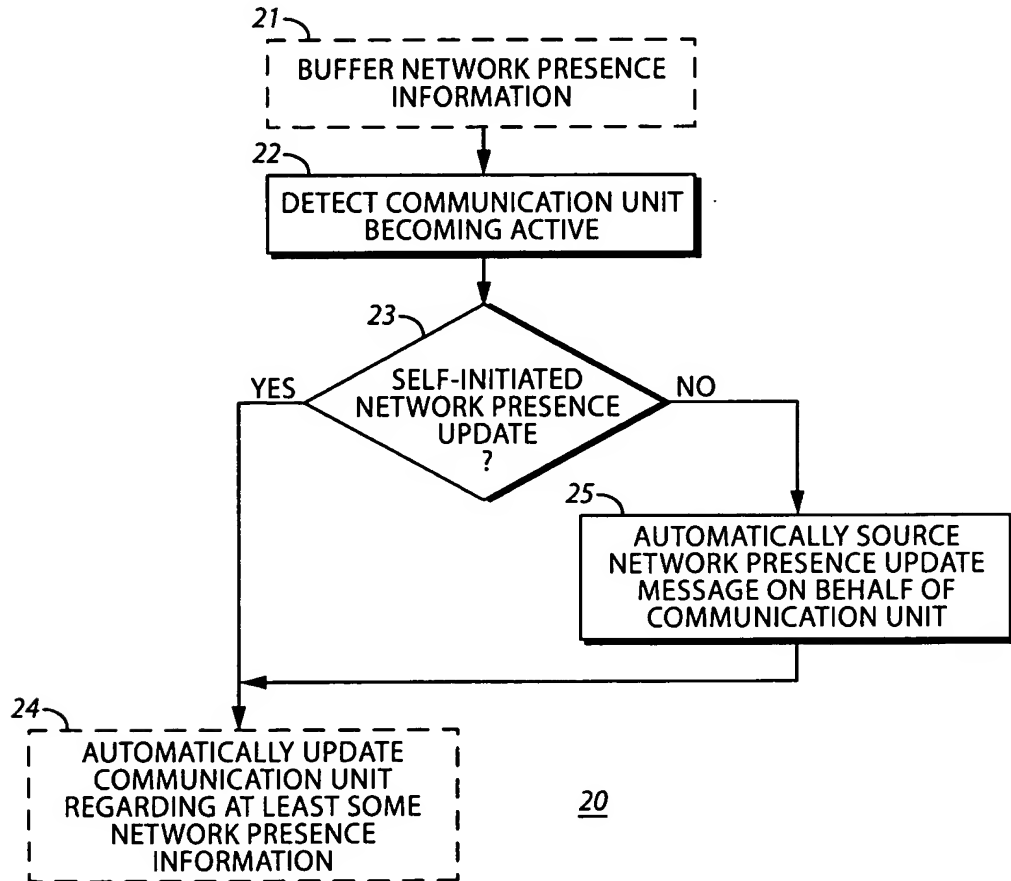 21
BUFFER NETWORK PRESENCE
INFORMATION
22
DETECT COMMUNICATION UNIT
BECOMING ACTIVE
23
SELF-INITIATED
NETWORK PRESENCE
UPDATE
?
YES
NO
25
AUTOMATICALLY SOURCE
NETWORK PRESENCE UPDATE
MESSAGE ON BEHALF OF
COMMUNICATION UNIT
24
AUTOMATICALLY UPDATE
COMMUNICATION UNIT
REGARDING AT LEAST SOME
NETWORK PRESENCE
INFORMATION
20